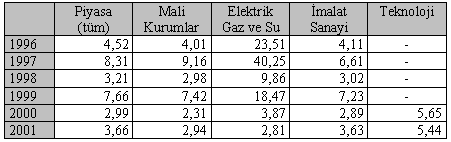 Piyasa (tüm) Mali Kurumlar Elektrik Gaz ve Su İmalat Sanayi Teknoloji
1996 4,52 4,01 23,51 4,11 -
1997 8,31 9,16 40,25 6,61 -
1998 3,21 2,98 9,86 3,02 -
1999 7,66 7,42 18,47 7,23 -
2000 2,99 2,31 3,87 2,89 5,65
2001 3,66 2,94 2,81 3,63 5,44